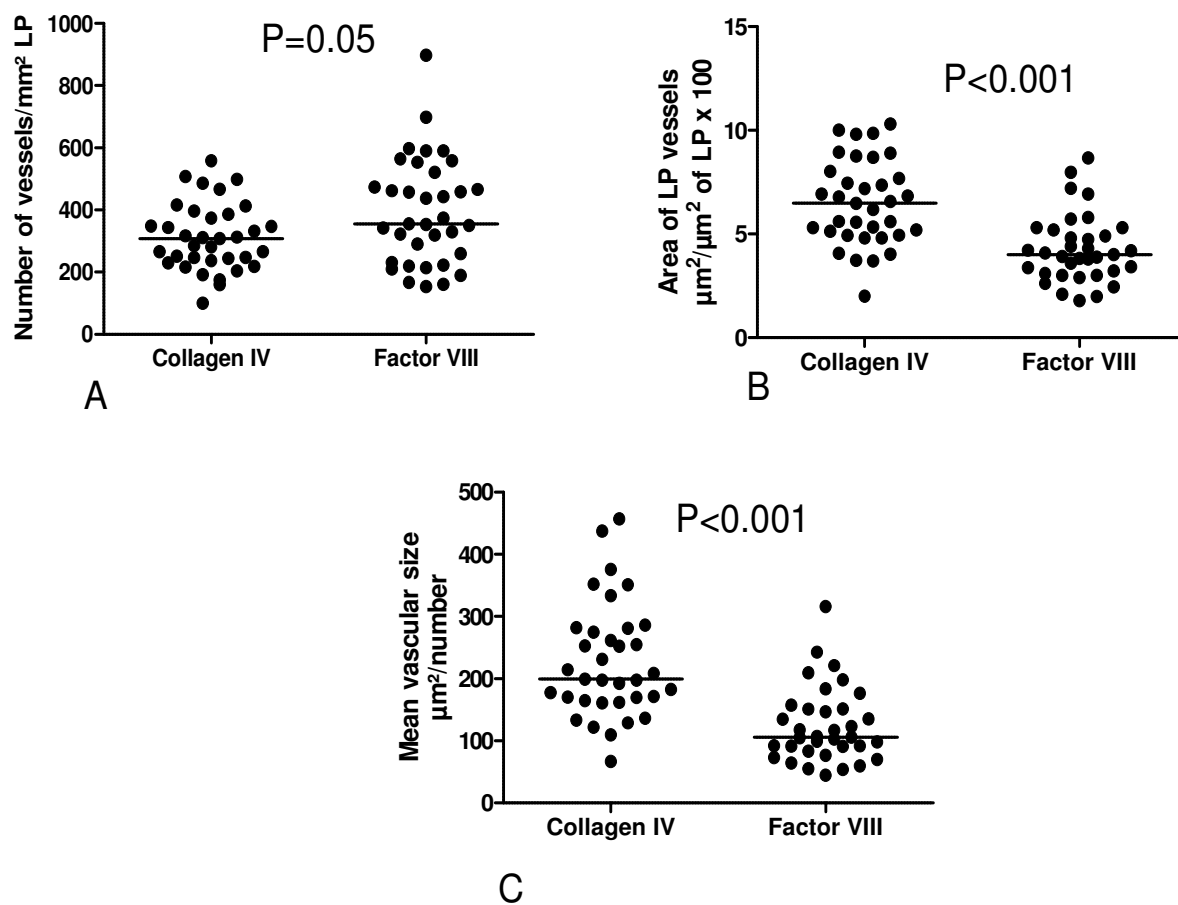 Number of vessels/mm² LP
1000
800
600
400
200
0
P=0.05
Collagen IV
Factor VIII
A
Area of LP vessels
µm²/µm² of LP x 100
15
10
5
0
P<0.001
Collagen IV
Factor VIII
B
Mean vascular size
µm²/number
500
400
300
200
100
0
P<0.001
Collagen IV
Factor VIII
C